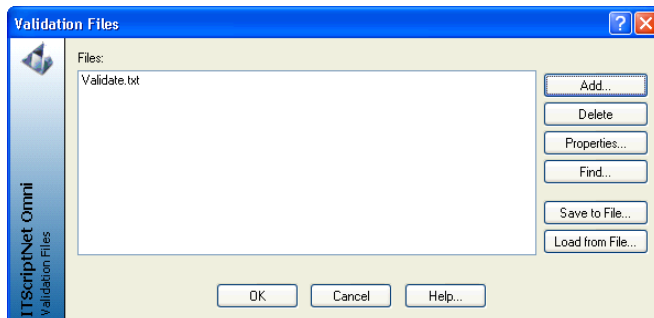 Validation Files
Files:
Validate.txt
Add...
Delete
Properties...
Find...
Save to File...
Load from File...
OK
Cancel
Help...
ITScriptNet Omni
Validation Files